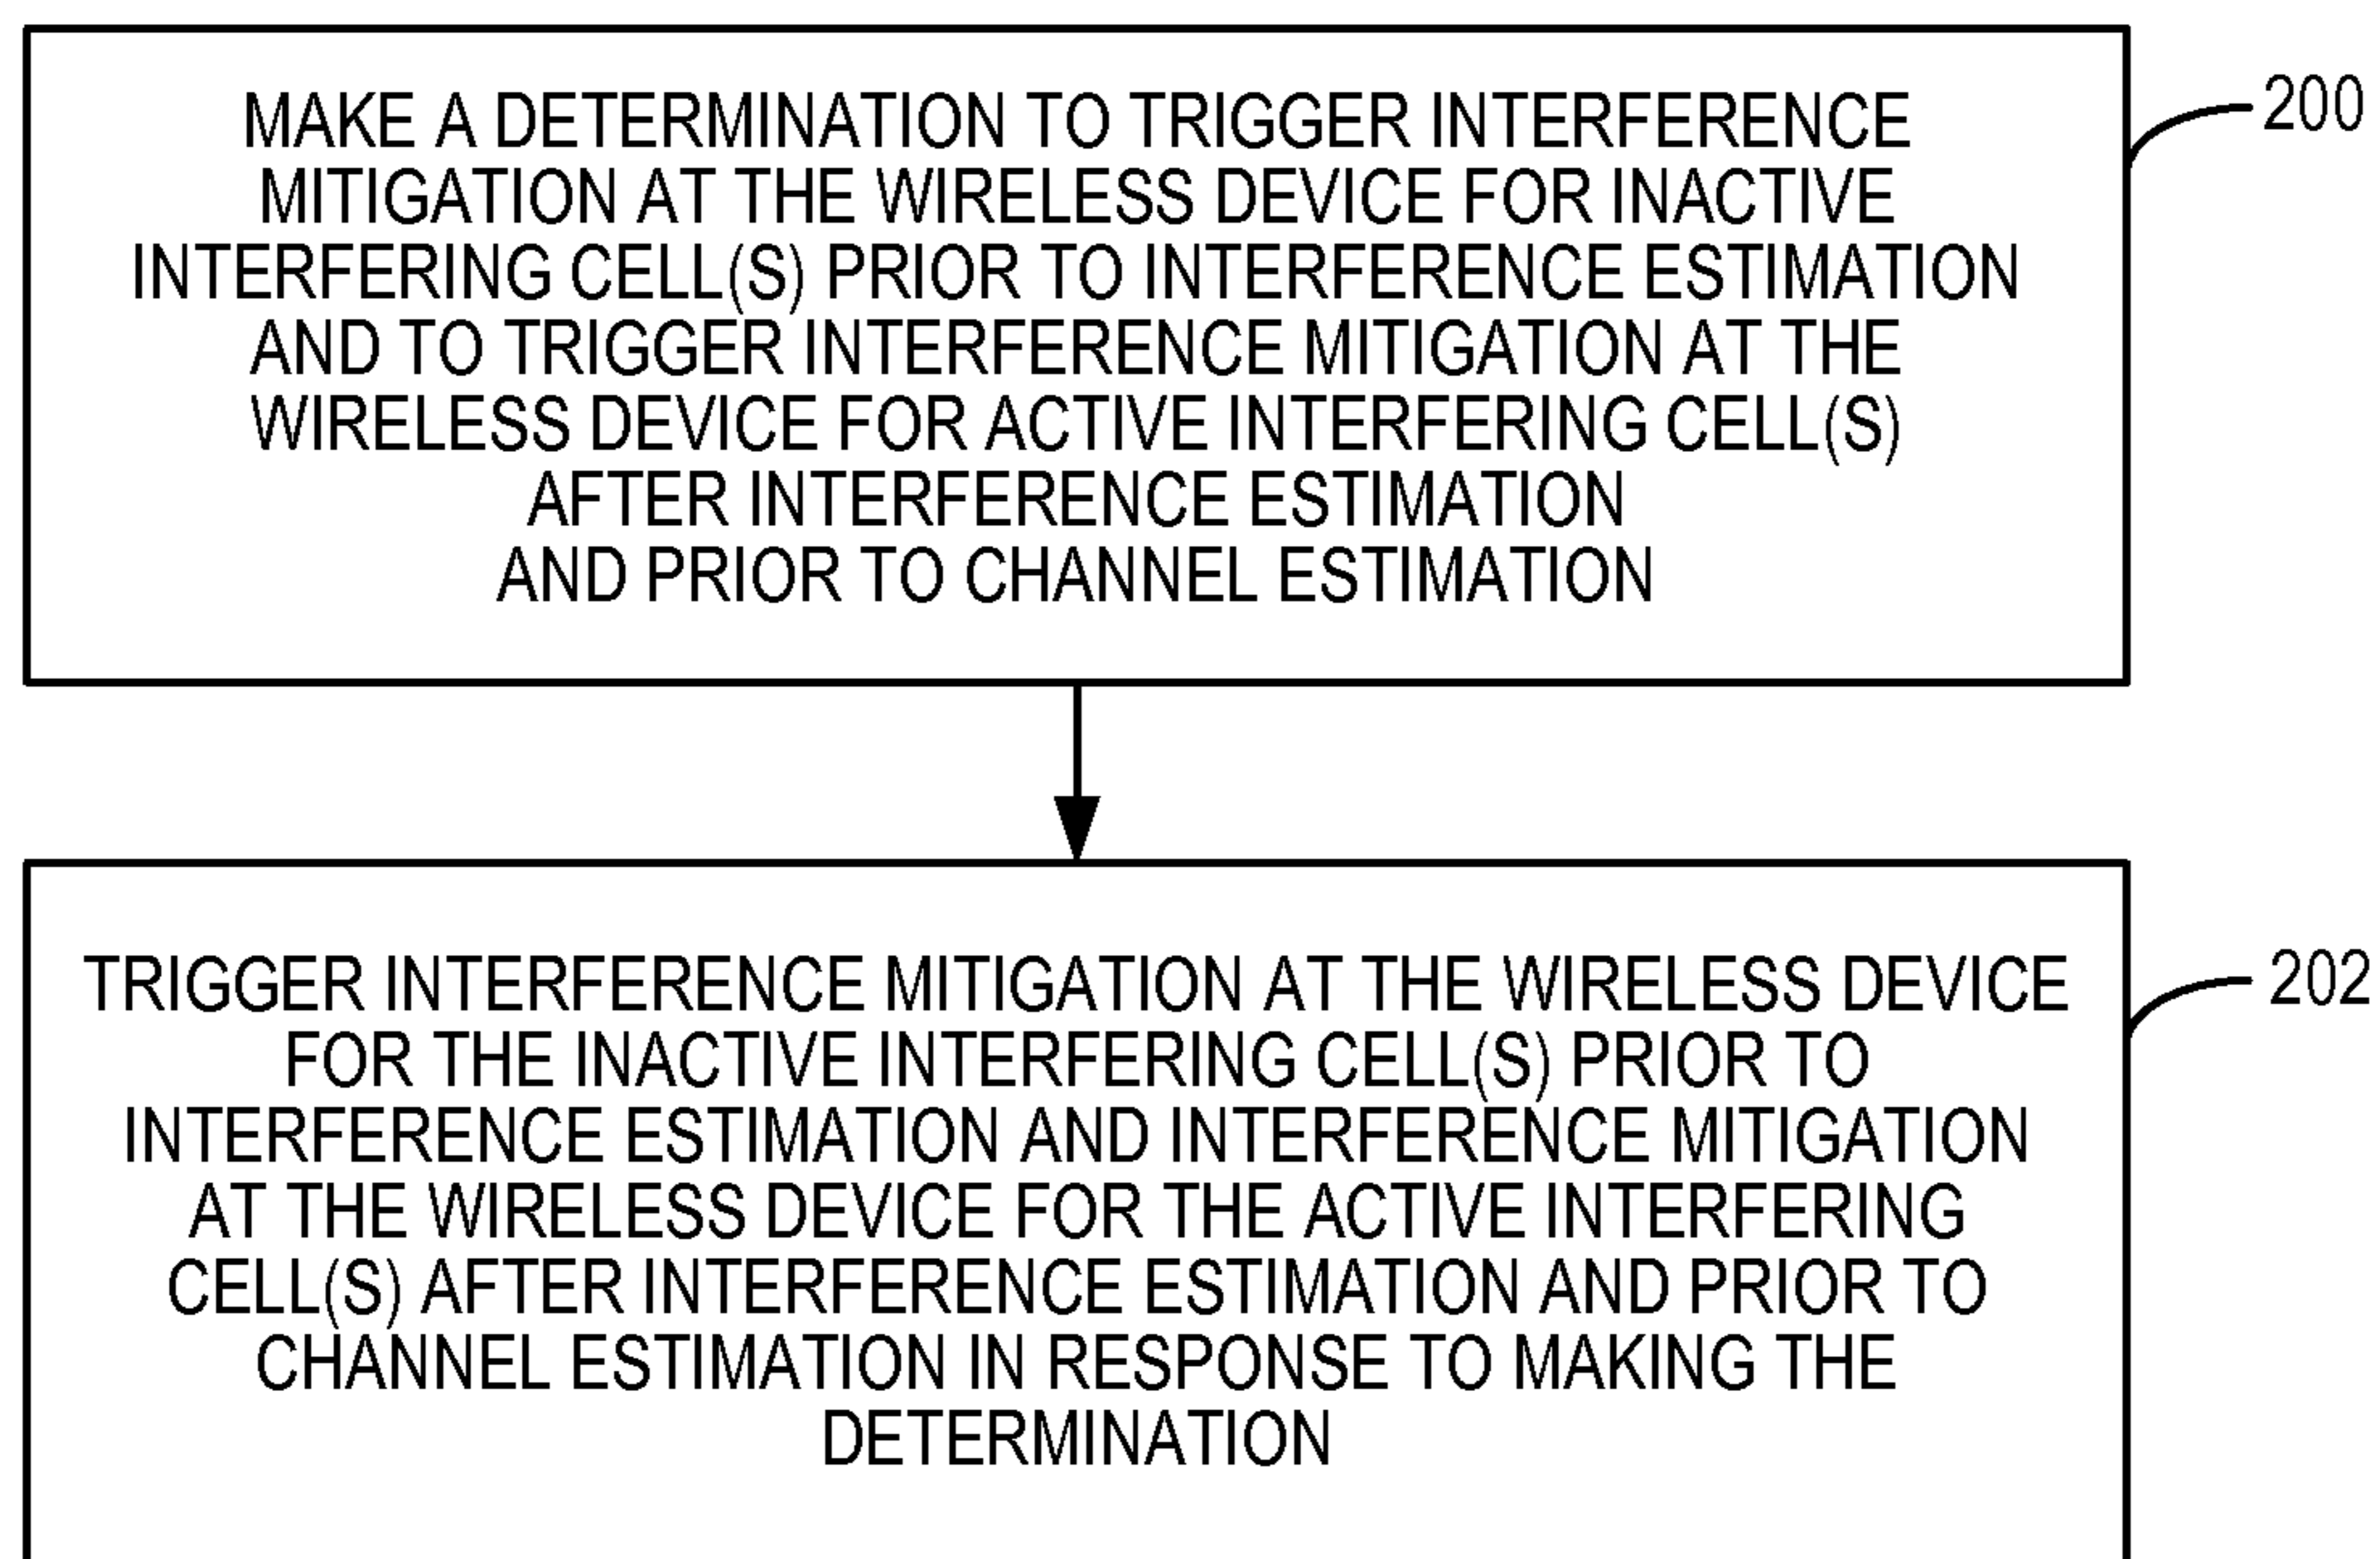 MAKE A DETERMINATION TO TRIGGER INTERFERENCE
MITIGATION AT THE WIRELESS DEVICE FOR INACTIVE
INTERFERING CELL(S) PRIOR TO INTERFERENCE ESTIMATION
AND TO TRIGGER INTERFERENCE MITIGATION AT THE
WIRELESS DEVICE FOR ACTIVE INTERFERING CELL(S)
AFTER INTERFERENCE ESTIMATION
AND PRIOR TO CHANNEL ESTIMATION
200
TRIGGER INTERFERENCE MITIGATION AT THE WIRELESS DEVICE
FOR THE INACTIVE INTERFERING CELL(S) PRIOR TO
INTERFERENCE ESTIMATION AND INTERFERENCE MITIGATION
AT THE WIRELESS DEVICE FOR THE ACTIVE INTERFERING
CELL(S) AFTER INTERFERENCE ESTIMATION AND PRIOR TO
CHANNEL ESTIMATION IN RESPONSE TO MAKING THE
DETERMINATION
202